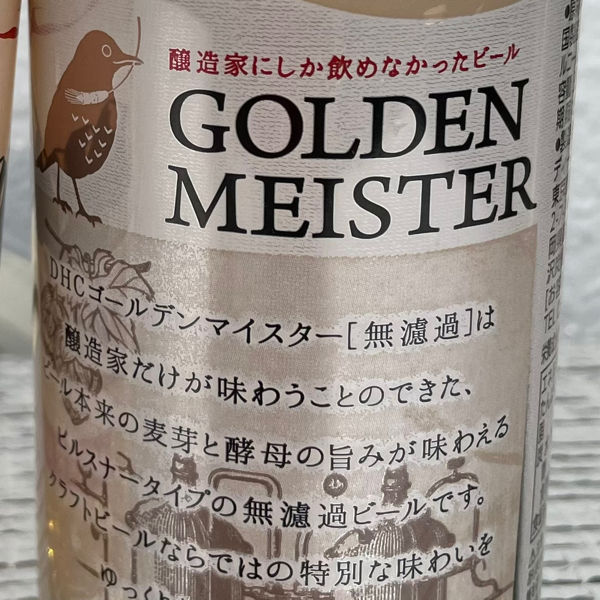 醸造家にしか飲めなかったビール
GOLDEN
MEISTER
DHCゴールデンマイスター[無濾過]は
醸造家だけが味わうことのできた、
ビール本来の麦芽と酵母の旨みが味わえる
ピルスナータイプの無濾過ビールです。
クラフトビールならではの特別な味わいを
ゆっくり